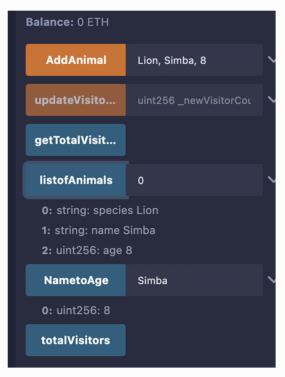 Balance: 0 ETH
AddAnimal Lion, Simba, 8
updateVisito... uint256 _newVisitorCou
getTotalVisit...
listofAnimals 0
0: string: species Lion
1: string: name Simba
2: uint256: age 8
NametoAge Simba
0: uint256: 8
totalVisitors